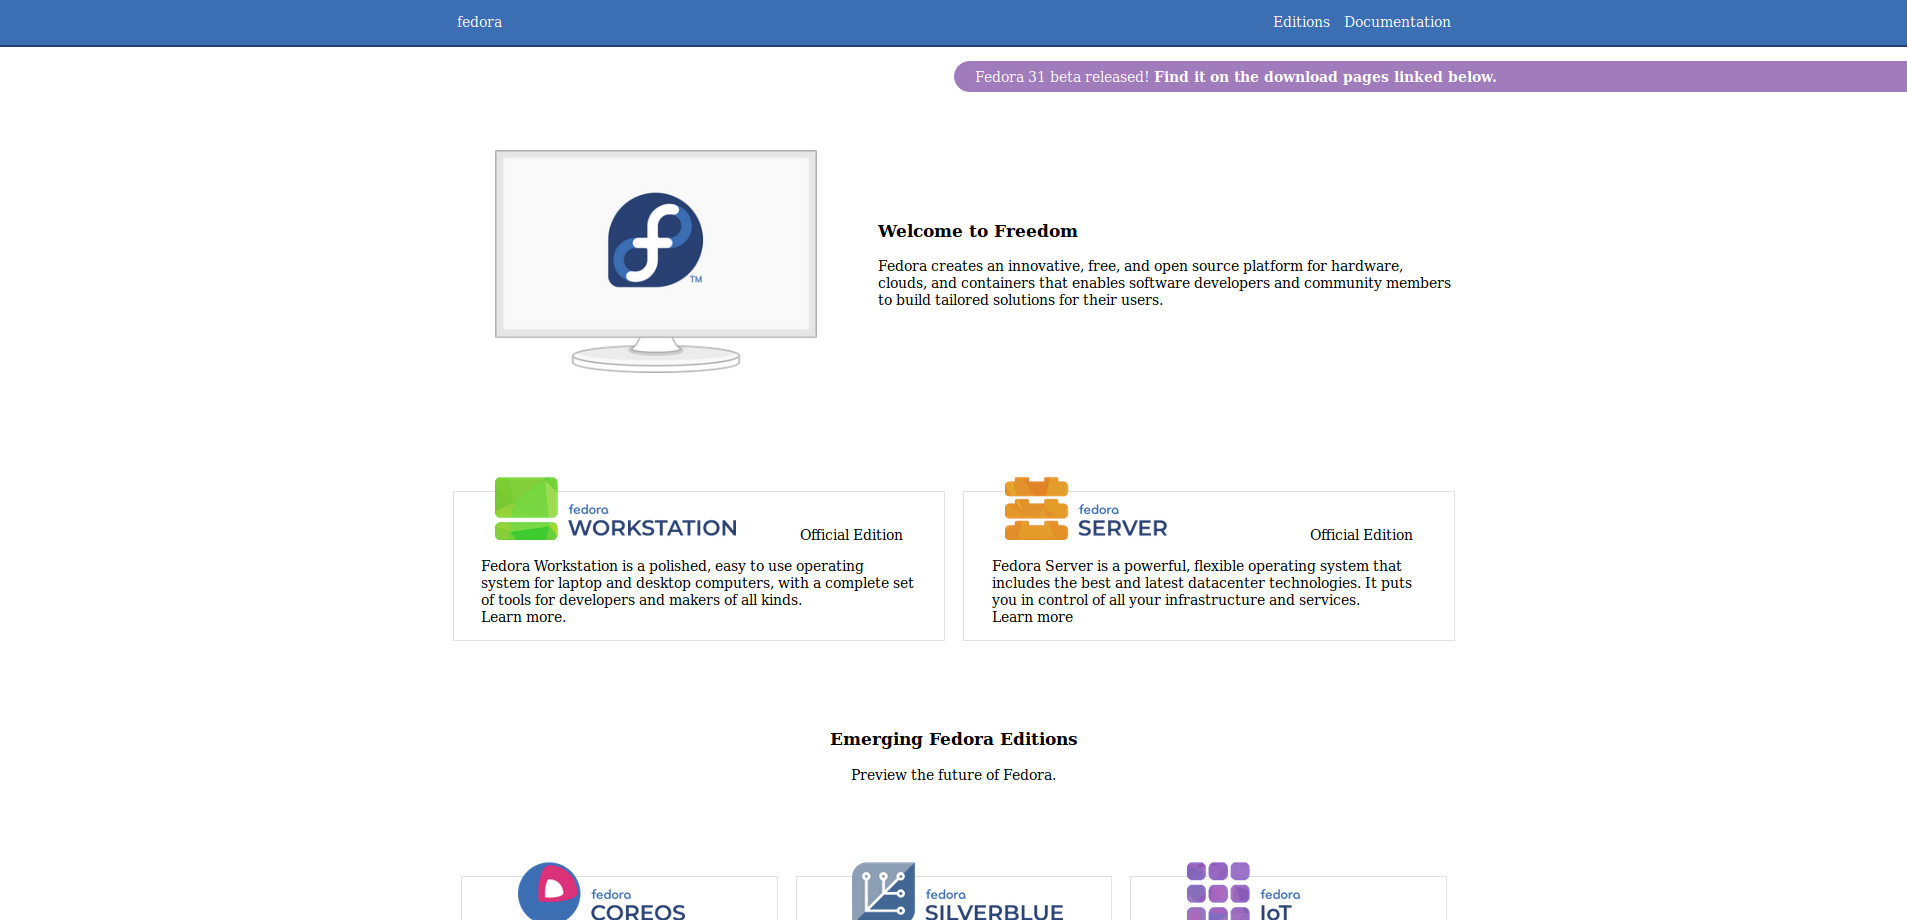 fedora
Editions Documentation
Fedora 31 beta released! Find it on the download pages linked below.
TM
Welcome to Freedom
Fedora creates an innovative, free, and open source platform for hardware,
clouds, and containers that enables software developers and community members
to build tailored solutions for their users.
fedora
WORKSTATION
Official Edition
Fedora Workstation is a polished, easy to use operating
system for laptop and desktop computers, with a complete set
of tools for developers and makers of all kinds.
Learn more.
fedora
SERVER
Official Edition
Fedora Server is a powerful, flexible operating system that
includes the best and latest datacenter technologies. It puts
you in control of all your infrastructure and services.
Learn more
Emerging Fedora Editions
Preview the future of Fedora.
fedora
COREOS
fedora
SILVERBLUE
fedora
IoT